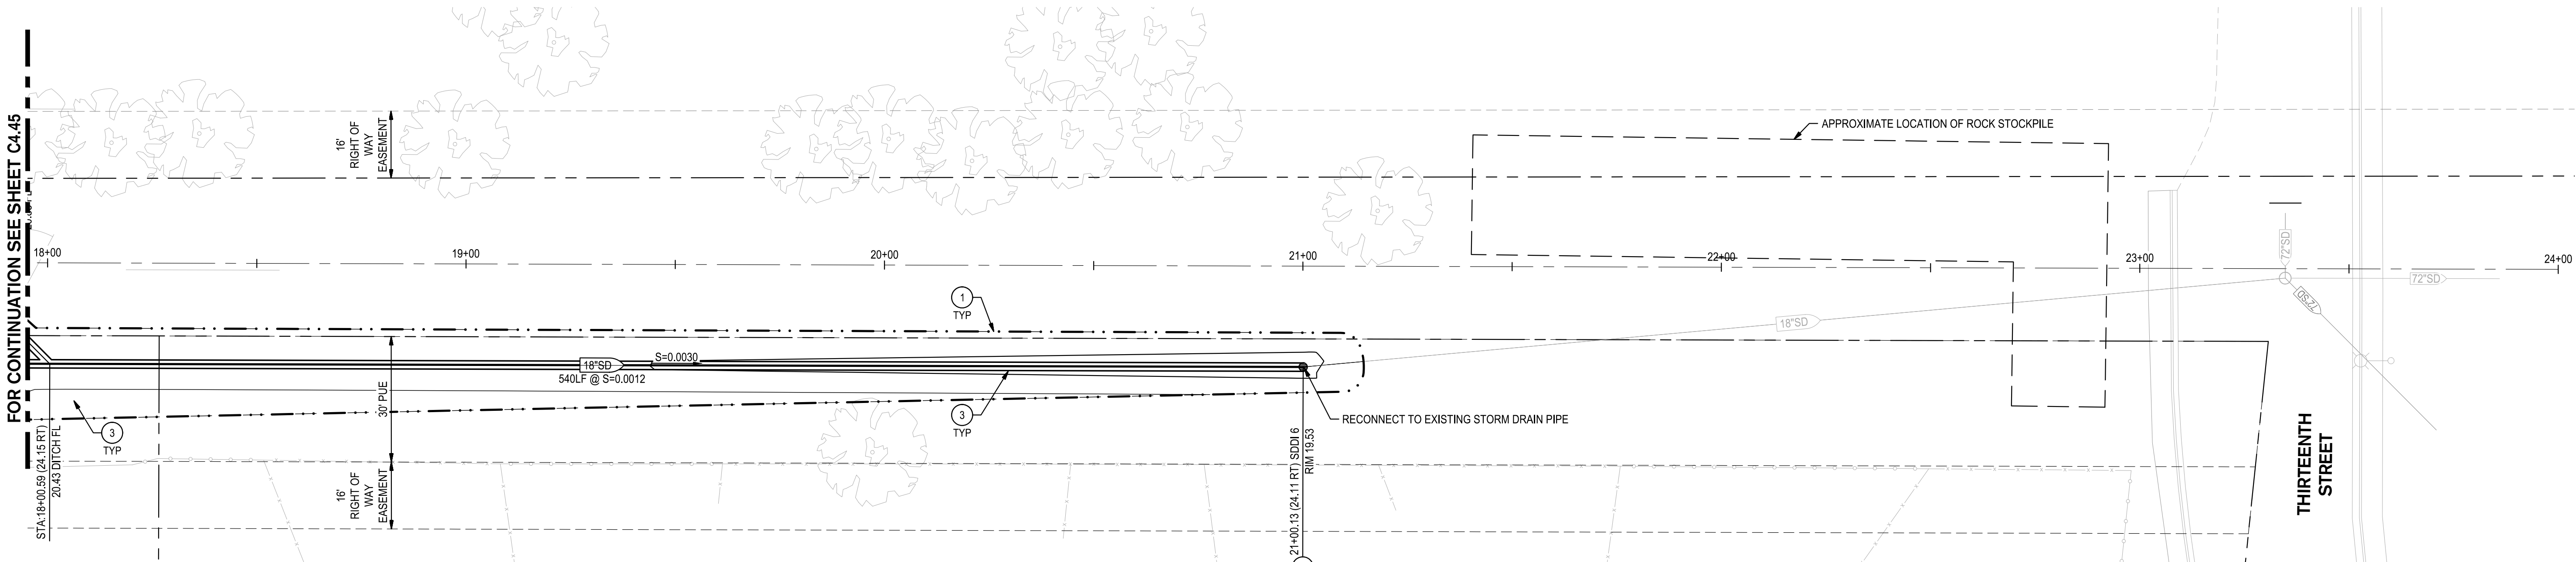 FOR CONTINUATION SEE SHEET C4.45
16'
RIGHT OF
WAY
EASEMENT
APPROXIMATE LOCATION OF ROCK STOCKPILE
18+00
19+00
20+00
21+00
22+00
23+00
24+00
72"SD
72"SD
72"SD
1
TYP
18"SD
S=0.0030
18"SD
540LF @ S=0.0012
30' PUE
3
TYP
3
TYP
RECONNECT TO EXISTING STORM DRAIN PIPE
STA:18+00.59 (24.15 RT)
20.43 DITCH FL
16'
RIGHT OF
WAY
EASEMENT
21+00.13 (24.11 RT) SDDI 6
RIM 19.53
THIRTEENTH
STREET